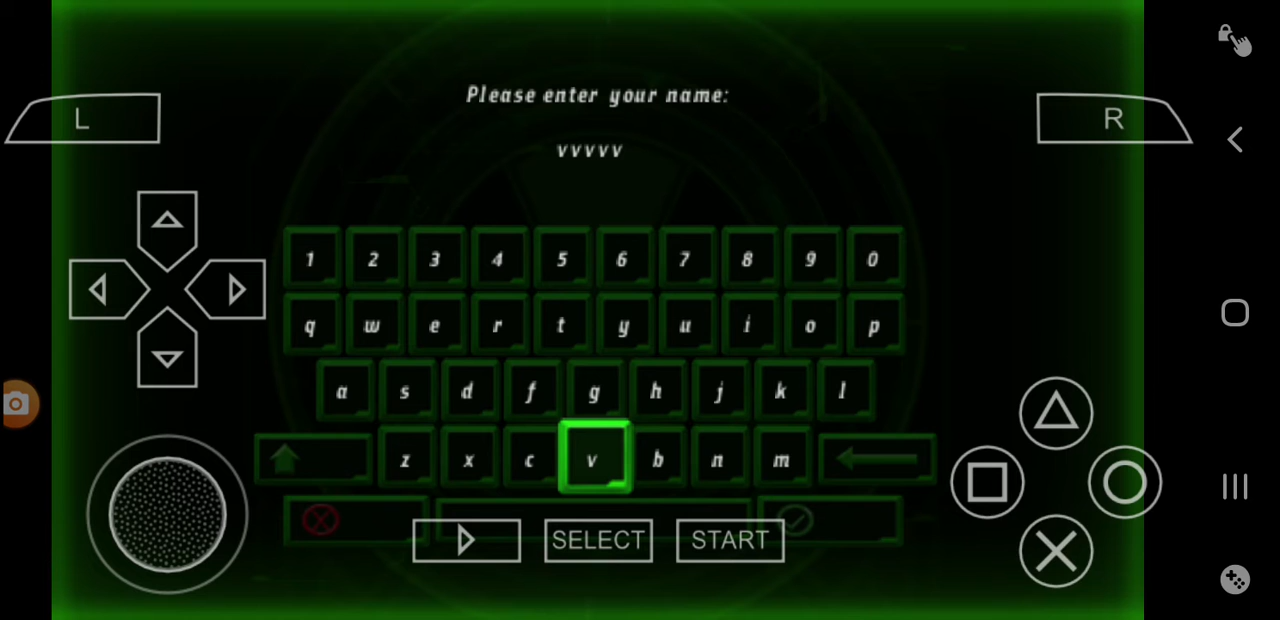 Please enter your name:
L
R
vvvvv
1 2 3 4 5 6 7 8 9 0
q w e r t y u i o p
a s d f g h j k l
z x c v b n m
SELECT START